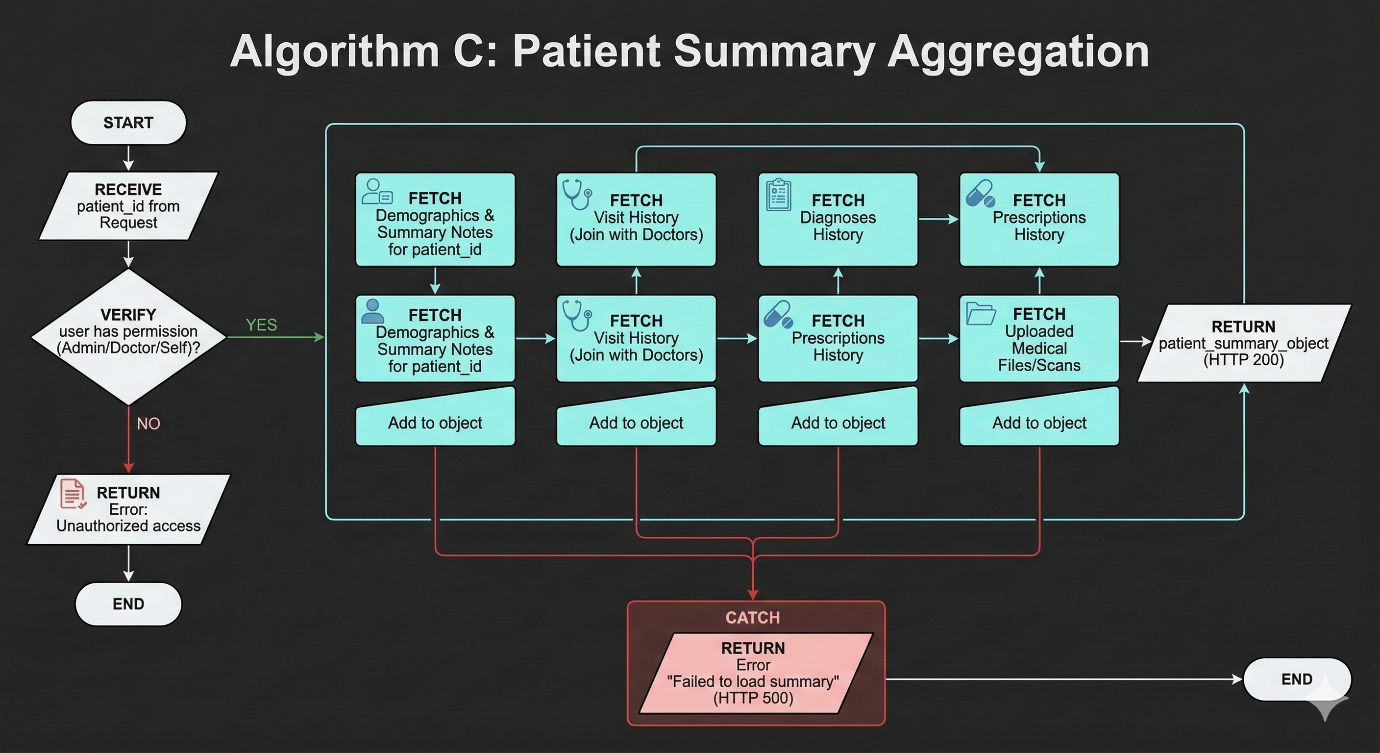 Algorithm C: Patient Summary Aggregation
START
RECEIVE
patient_id from
Request
VERIFY
user has permission
(Admin/Doctor/Self)?
YES
NO
RETURN
Error:
Unauthorized access
END
FETCH
Demographics &
Summary Notes
for patient_id
FETCH
Visit History
(Join with Doctors)
FETCH
Diagnoses
History
FETCH
Prescriptions
History
FETCH
Demographics &
Summary Notes
for patient_id
FETCH
Visit History
(Join with Doctors)
FETCH
Prescriptions
History
FETCH
Uploaded
Medical
Files/Scans
Add to object
Add to object
Add to object
Add to object
RETURN
patient_summary_object
(HTTP 200)
CATCH
RETURN
Error
"Failed to load summary"
(HTTP 500)
END